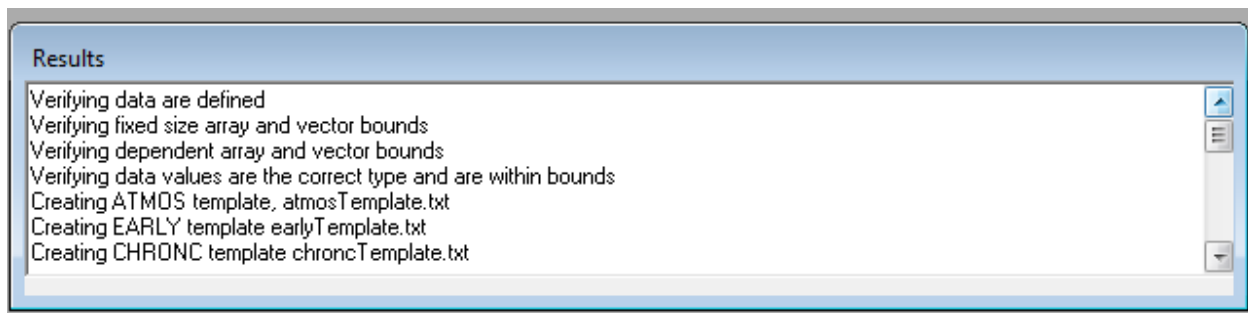 Results
Verifying data are defined
Verifying fixed size array and vector bounds
Verifying dependent array and vector bounds
Verifying data values are the correct type and are within bounds
Creating ATMOS template, atmosTemplate.txt
Creating EARLY template earlyTemplate.txt
Creating CHRONC template chroncTemplate.txt